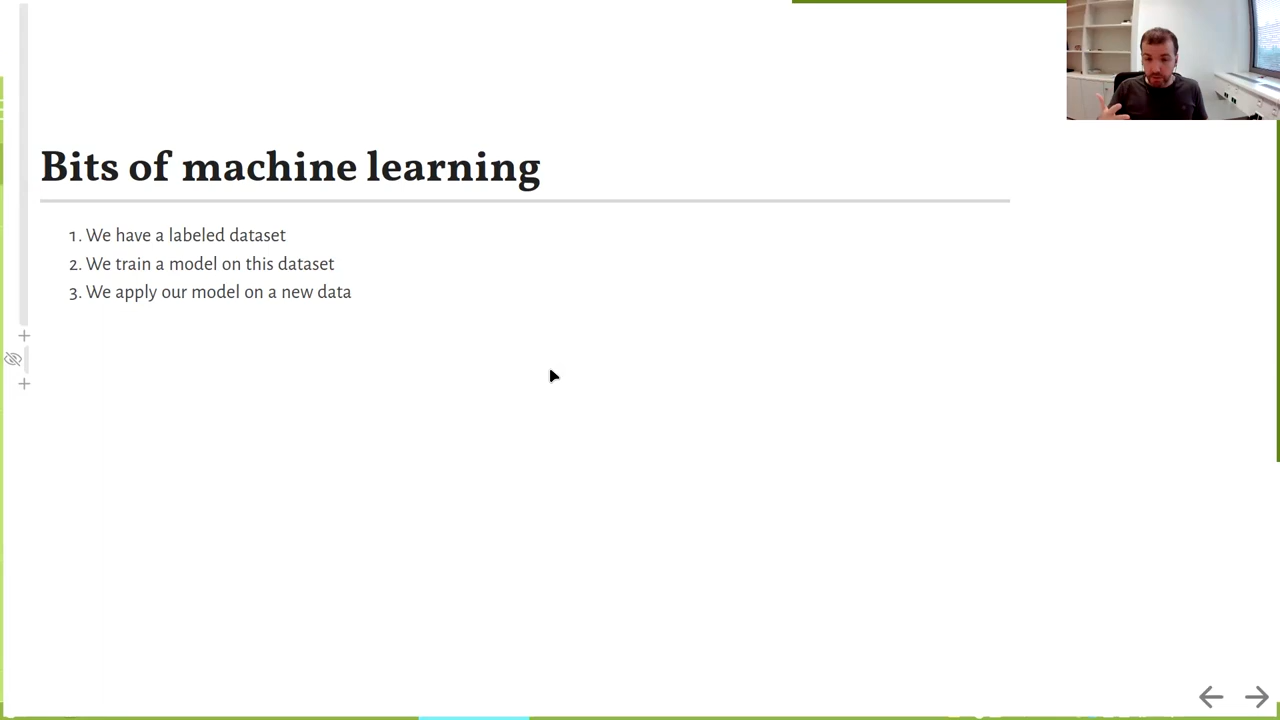 Bits of machine learning
1. We have a labeled dataset
2. We train a model on this dataset
3. We apply our model on a new data